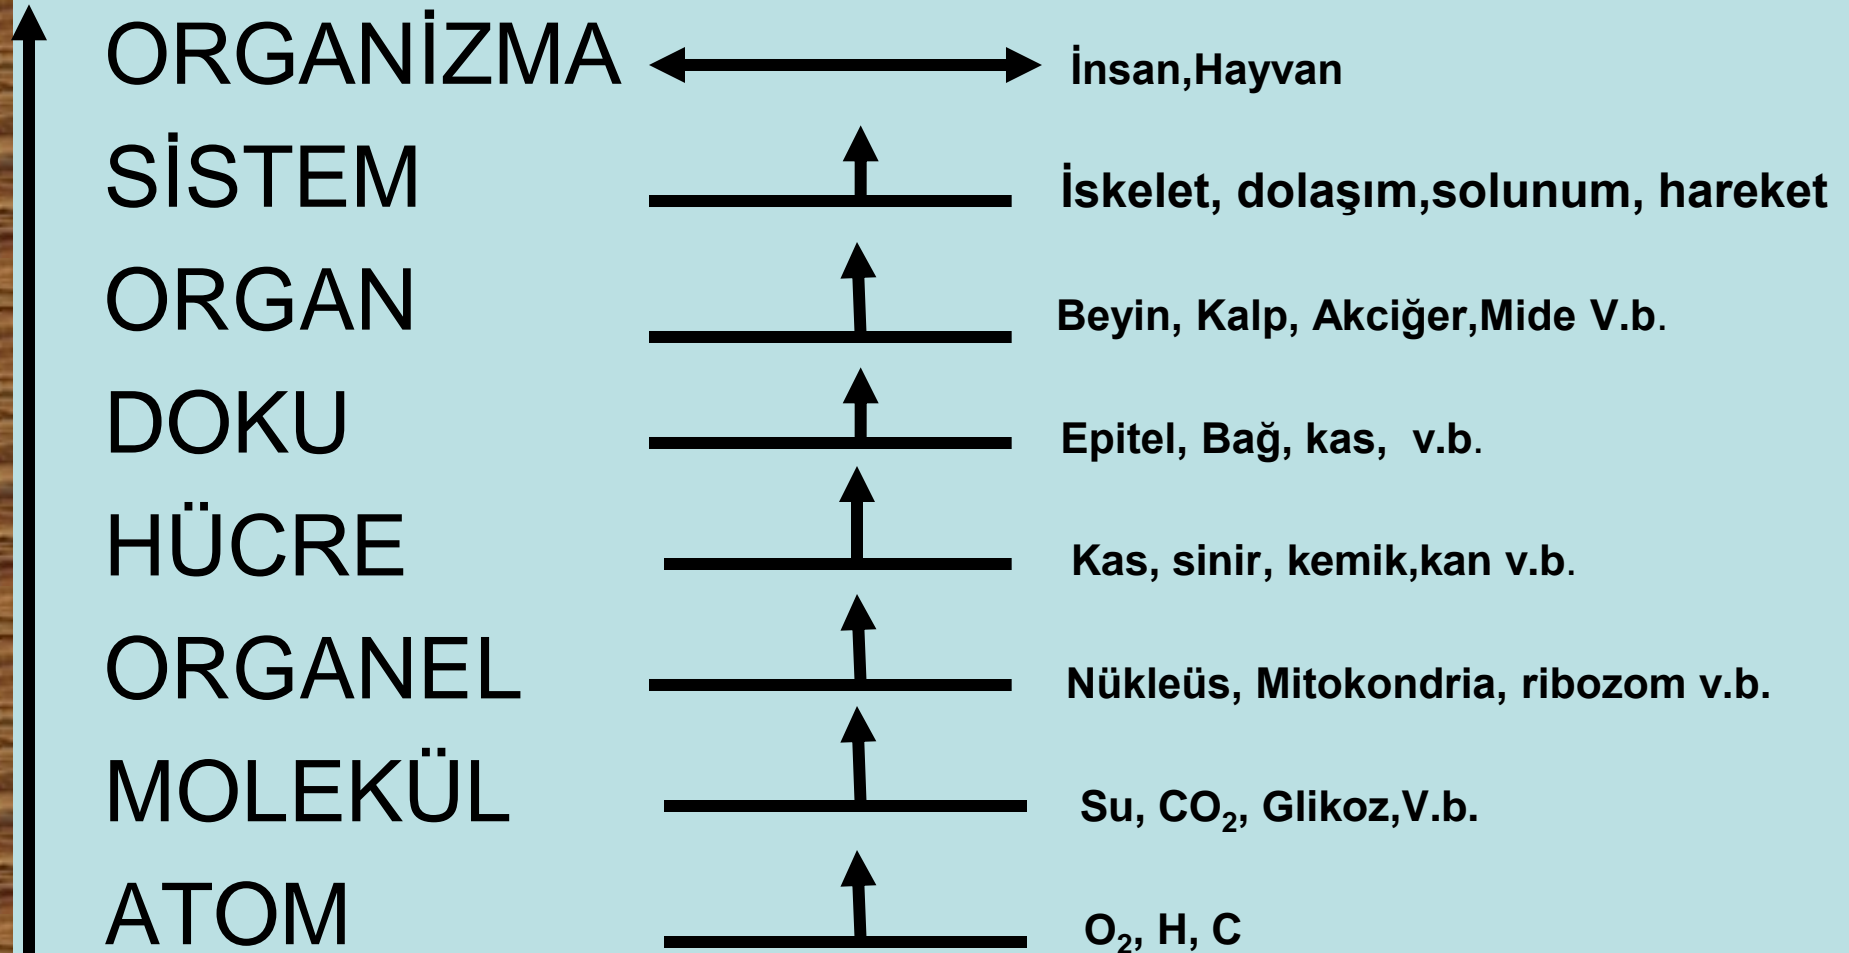 ORGANİZMA İnsan,Hayvan
SİSTEM İskelet, dolaşım,solunum, hareket
ORGAN Beyin, Kalp, Akciğer,Mide V.b.
DOKU Epitel, Bağ, kas, v.b.
HÜCRE Kas, sinir, kemik,kan v.b.
ORGANEL Nükleüs, Mitokondria, ribozom v.b.
MOLEKÜL Su, CO₂, Glikoz,V.b.
ATOM O₂, H, C